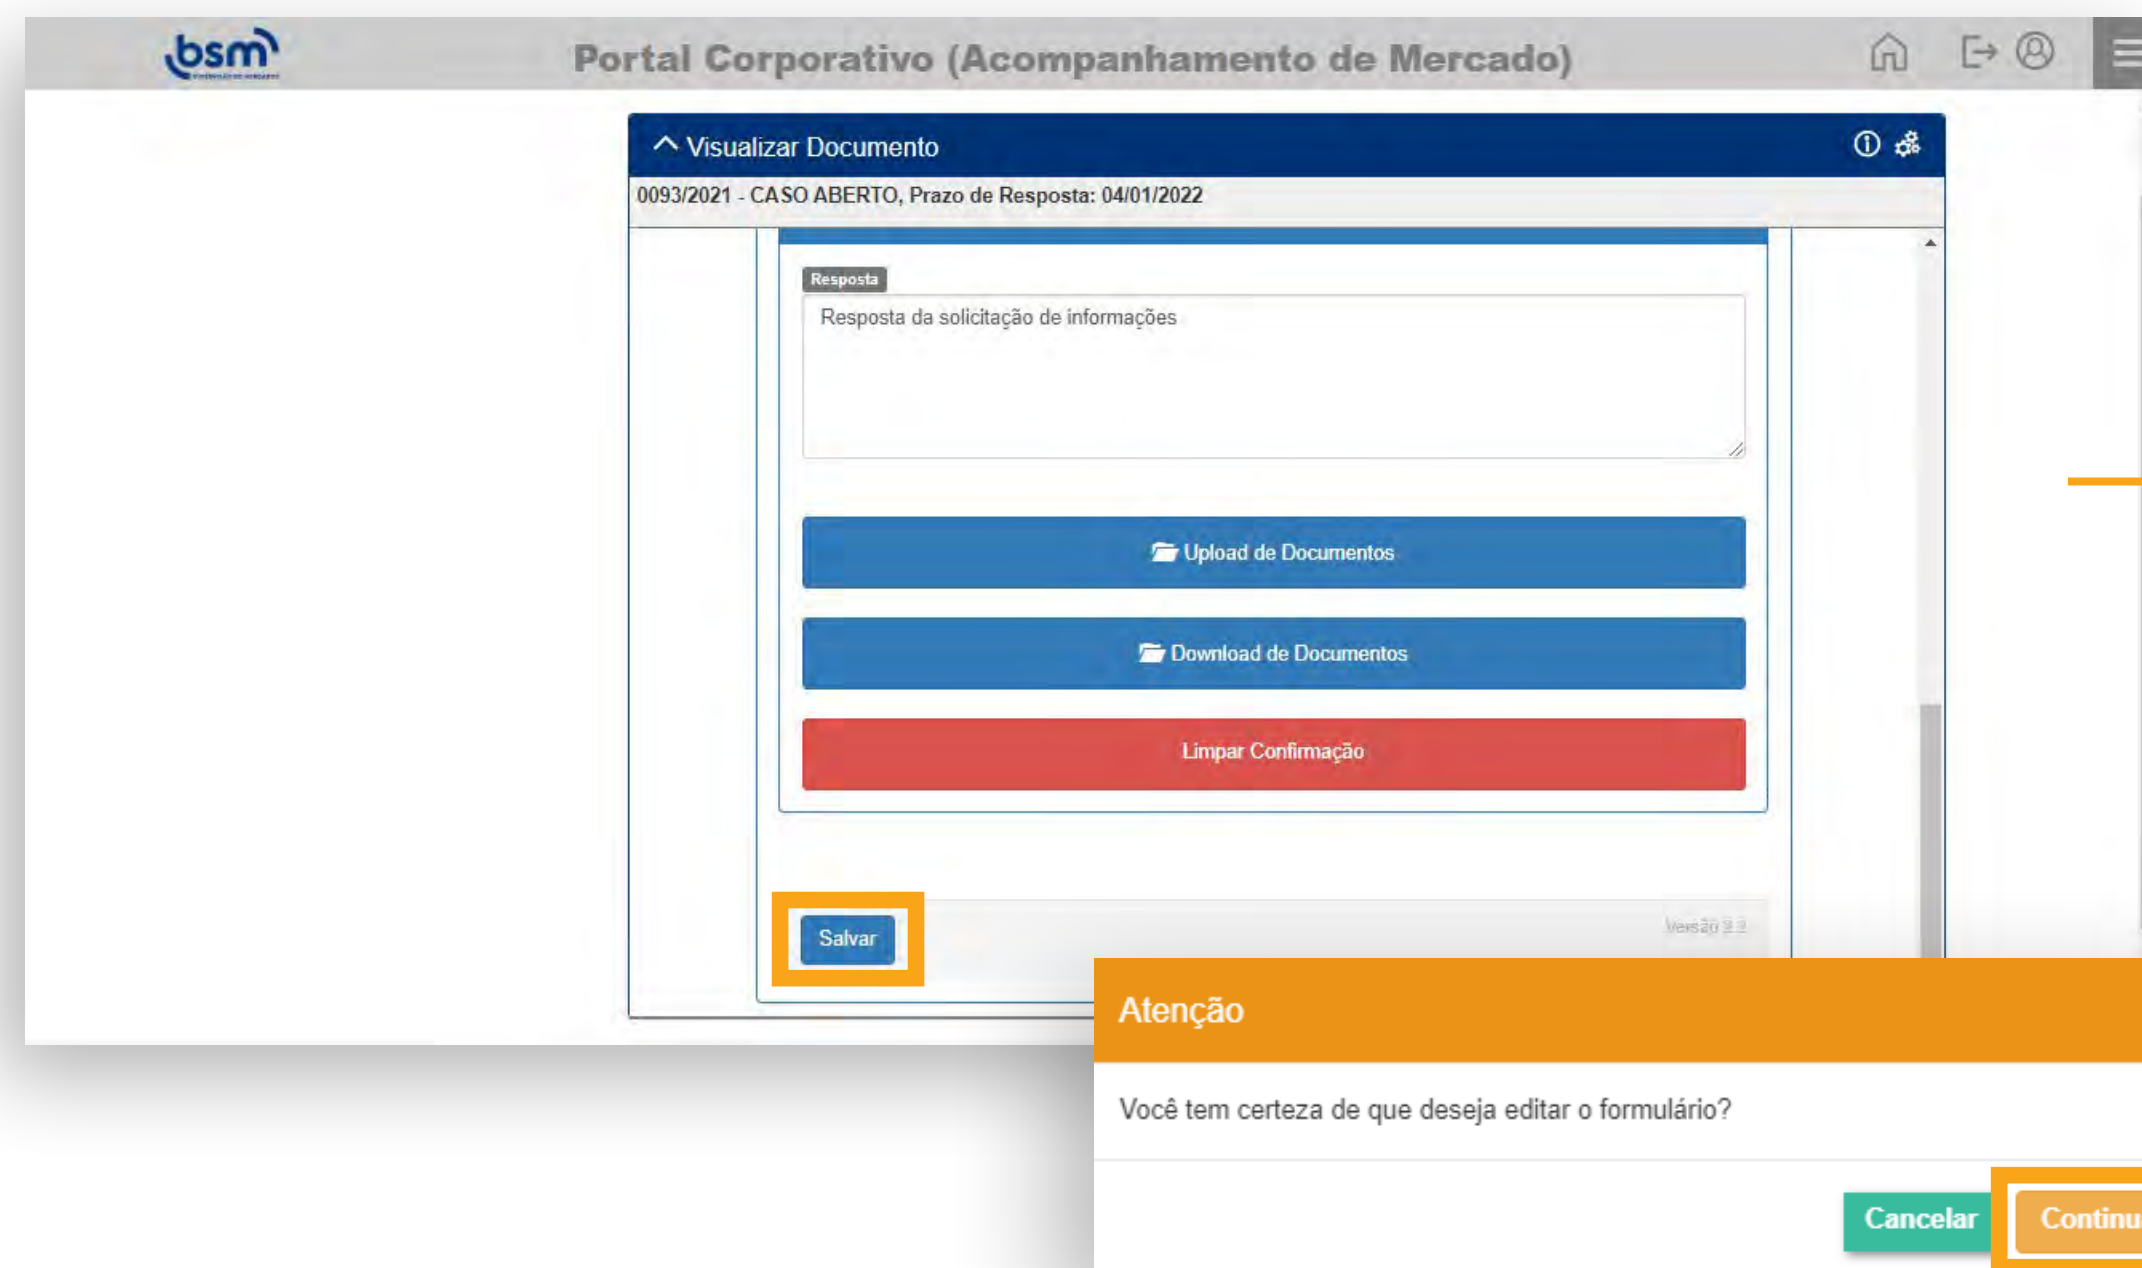 bsm
Portal Corporativo (Acompanhamento de Mercado)
Visualizar Documento
0093/2021 - CASO ABERTO, Prazo de Resposta: 04/01/2022
Resposta
Resposta da solicitação de informações
Upload de Documentos
Download de Documentos
Limpar Confirmação
Salvar
Versão
Atenção
Você tem certeza de que deseja editar o formulário?
Cancelar
Continu